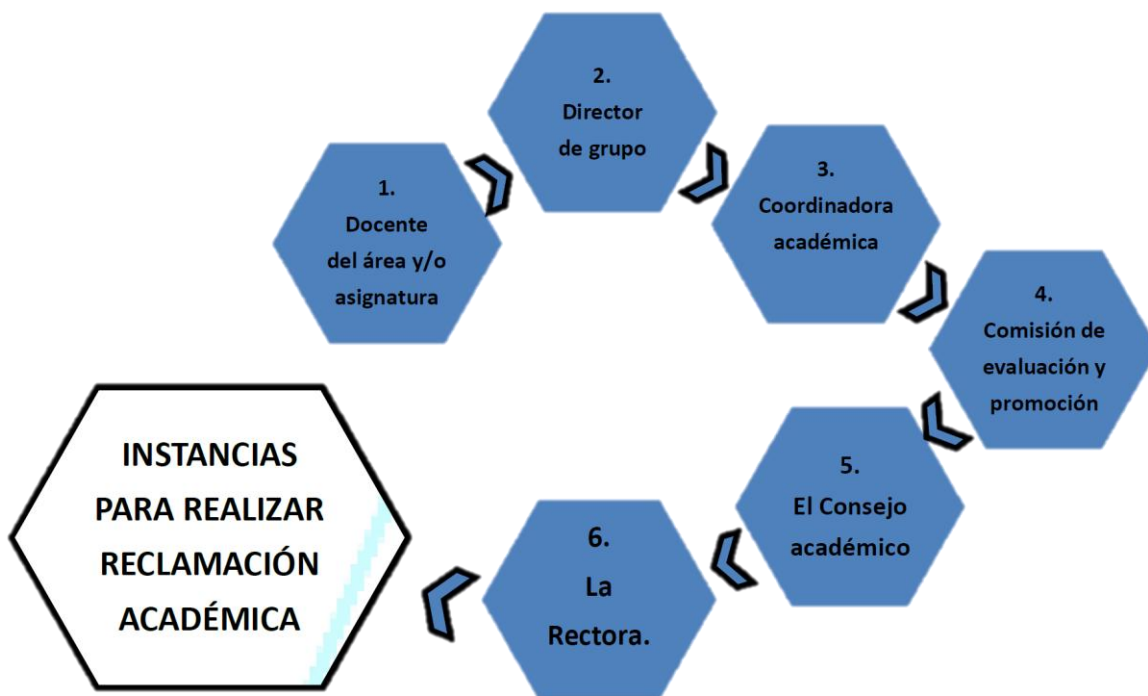 1.
Docente
del área y/o
asignatura
2.
Director
de grupo
3.
Coordinadora
académica
4.
Comisión de
evaluación y
promoción
5.
El Consejo
académico
6.
La
Rectora.
INSTANCIAS
PARA REALIZAR
RECLAMACIÓN
ACADÉMICA